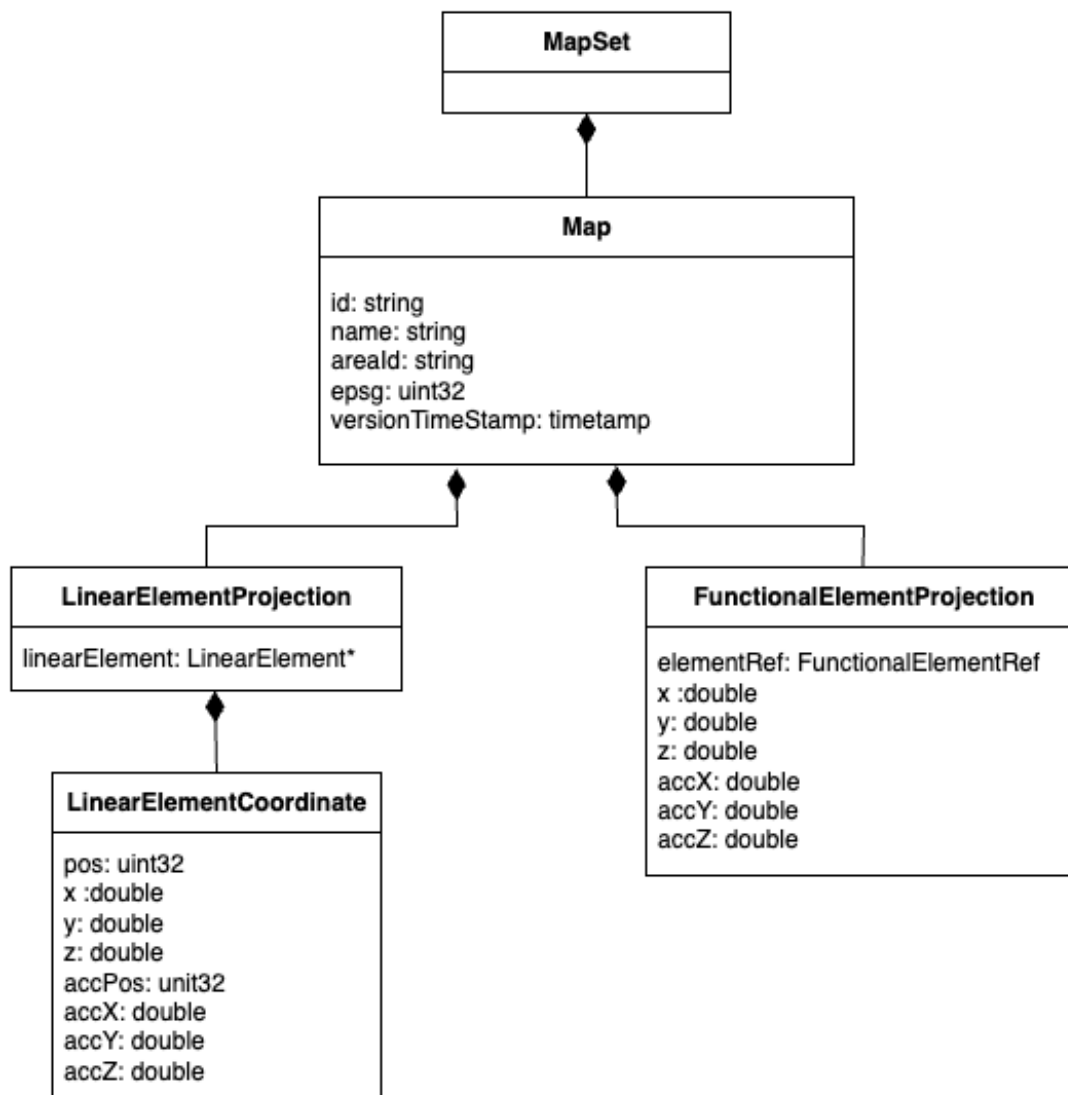 MapSet
Map
id: string
name: string
areaId: string
epsg: uint32
versionTimeStamp: timetamp
LinearElementProjection
linearElement: LinearElement*
FunctionalElementProjection
elementRef: FunctionalElementRef
x :double
y: double
z: double
accX: double
accY: double
accZ: double
LinearElementCoordinate
pos: uint32
x :double
y: double
z: double
accPos: unit32
accX: double
accY: double
accZ: double